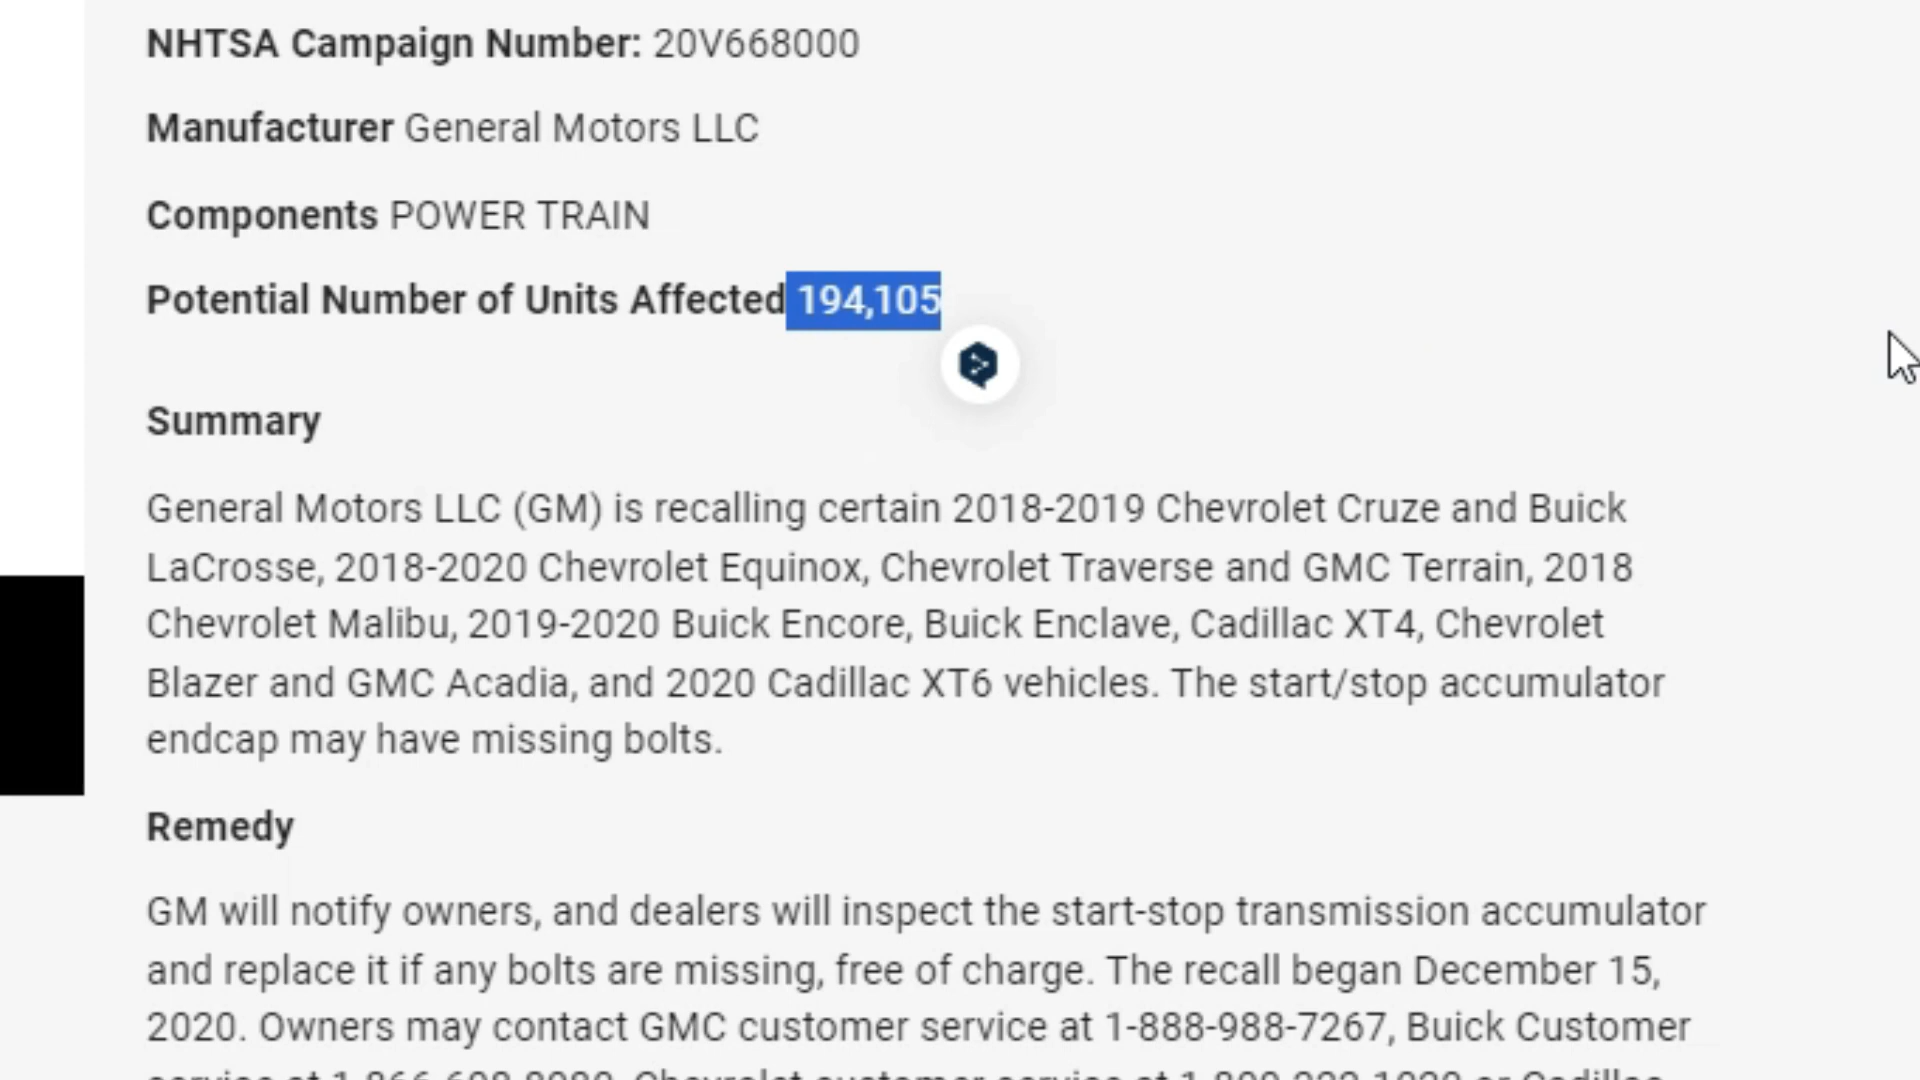 NHTSA Campaign Number: 20V668000
Manufacturer General Motors LLC
Components POWER TRAIN
Potential Number of Units Affected 194,105
Summary
General Motors LLC (GM) is recalling certain 2018-2019 Chevrolet Cruze and Buick
LaCrosse, 2018-2020 Chevrolet Equinox, Chevrolet Traverse and GMC Terrain, 2018
Chevrolet Malibu, 2019-2020 Buick Encore, Buick Enclave, Cadillac XT4, Chevrolet
Blazer and GMC Acadia, and 2020 Cadillac XT6 vehicles. The start/stop accumulator
endcap may have missing bolts.
Remedy
GM will notify owners, and dealers will inspect the start-stop transmission accumulator
and replace it if any bolts are missing, free of charge. The recall began December 15,
2020. Owners may contact GMC customer service at 1-888-988-7267, Buick Customer